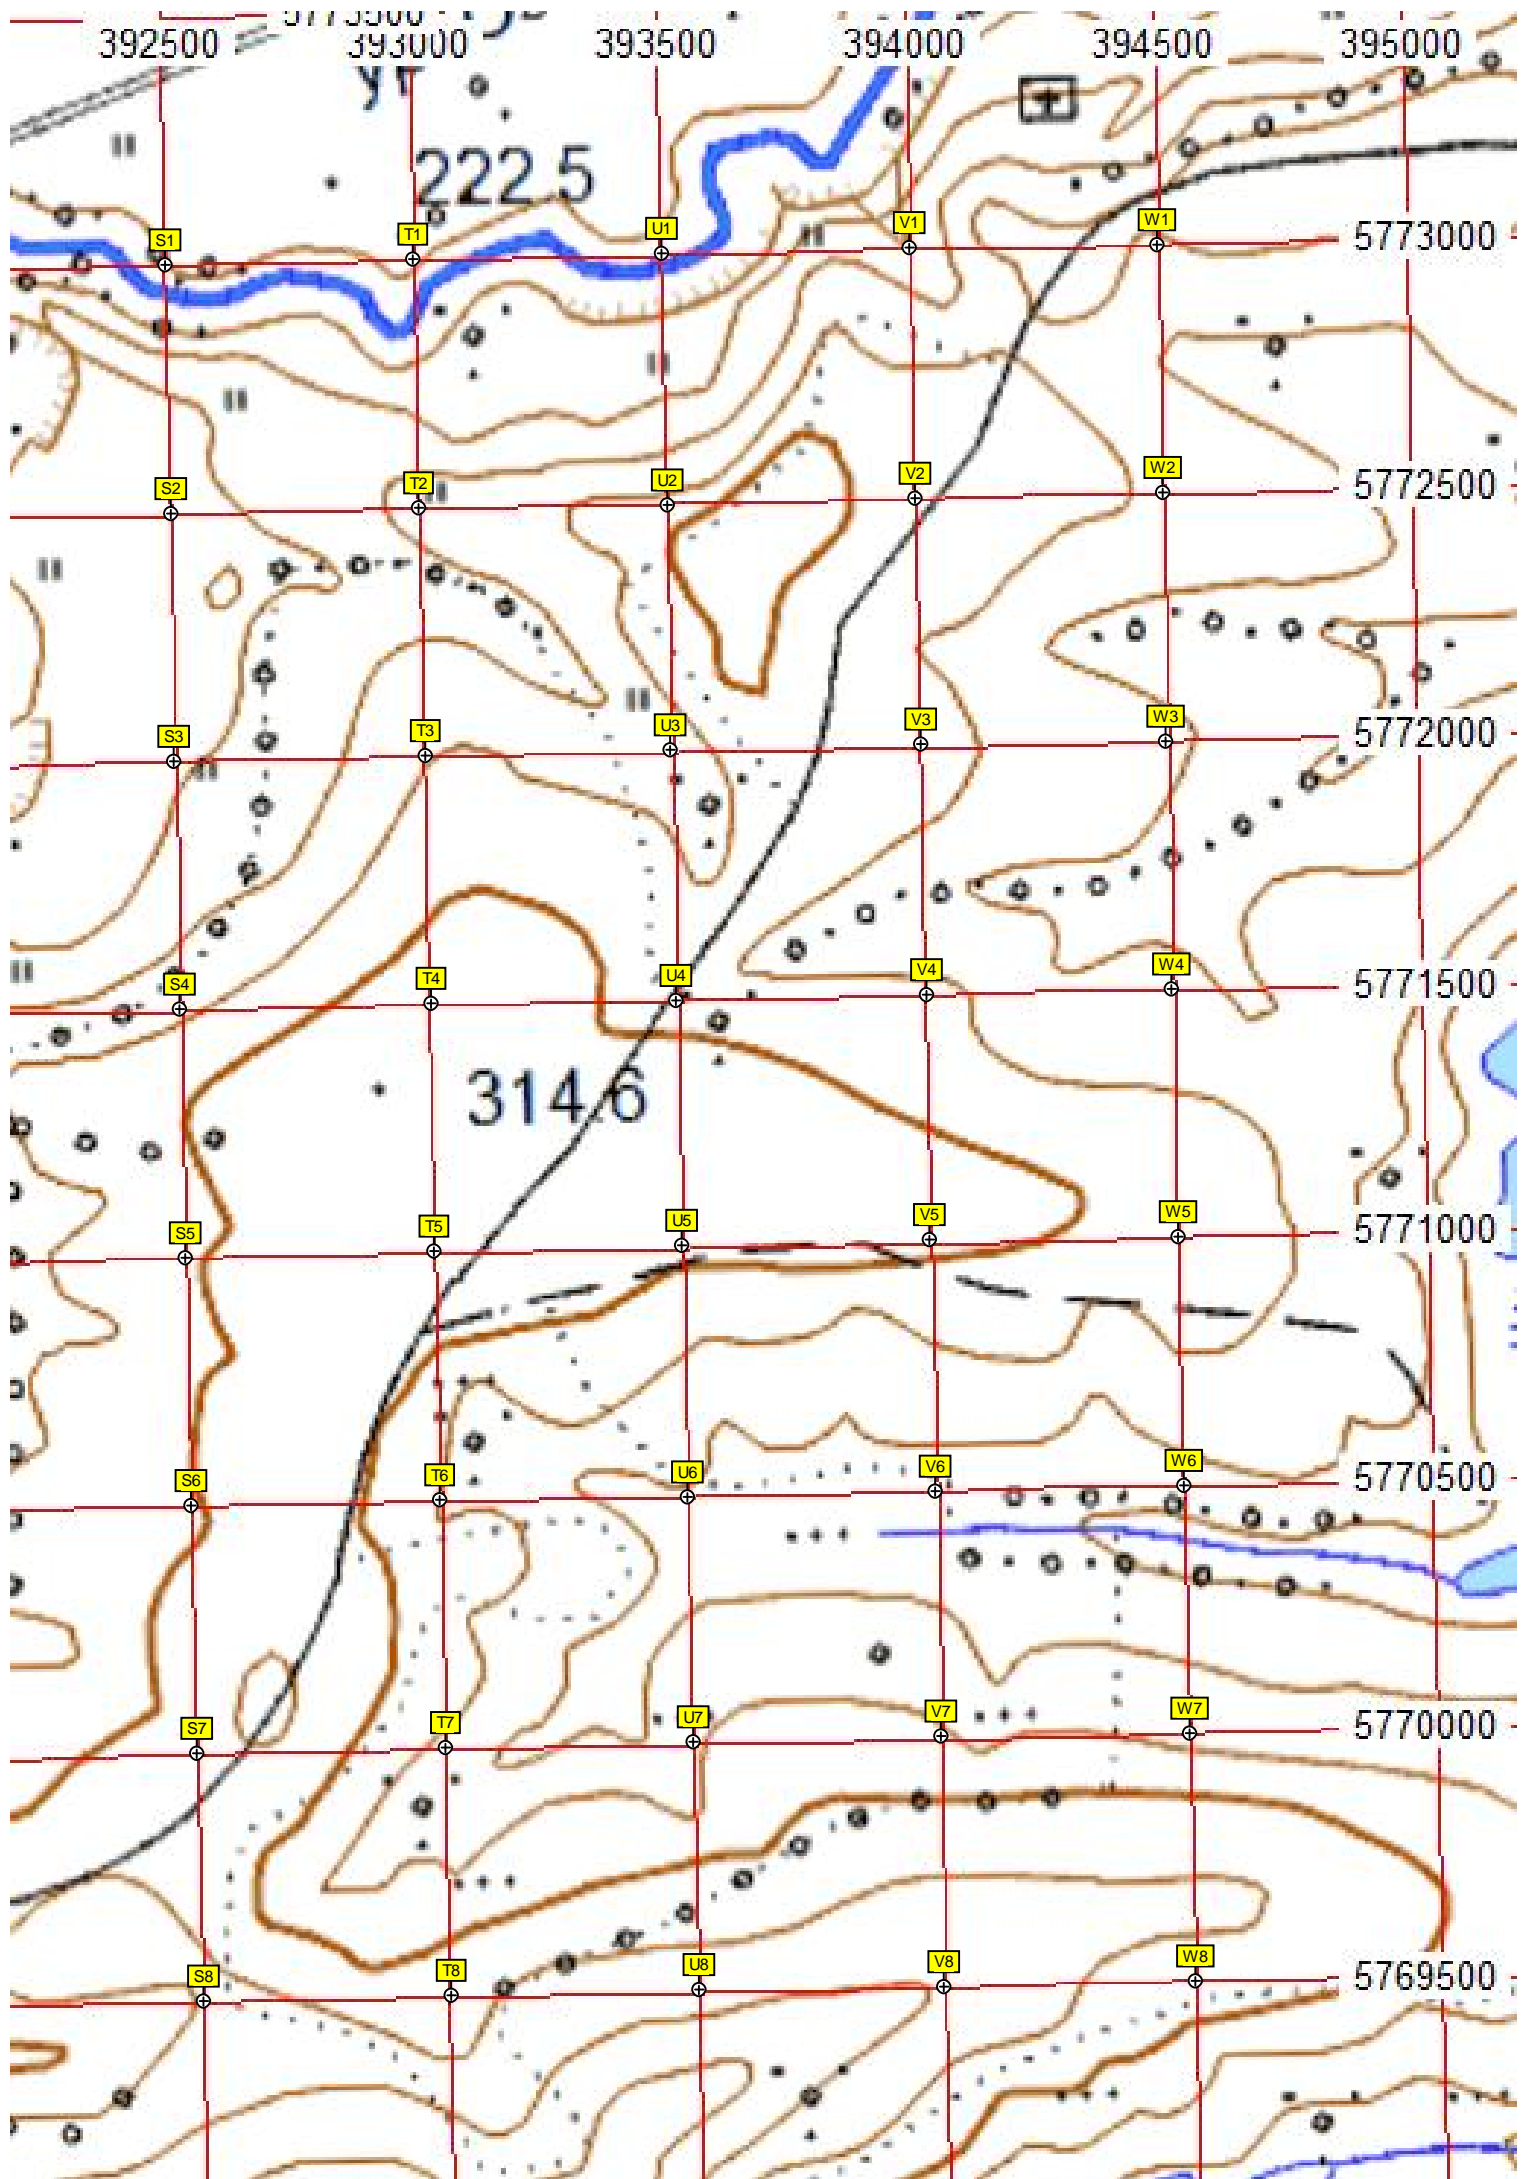 5773500
392500 393000 393500 394000 394500 395000
ур
222.5
S1 T1 U1 V1 W1 5773000
S2 T2 U2 V2 W2 5772500
S3 T3 U3 V3 W3 5772000
S4 T4 U4 V4 W4 5771500
314.6
S5 T5 U5 V5 W5 5771000
S6 T6 U6 V6 W6 5770500
S7 T7 U7 V7 W7 5770000
S8 T8 U8 V8 W8 5769500